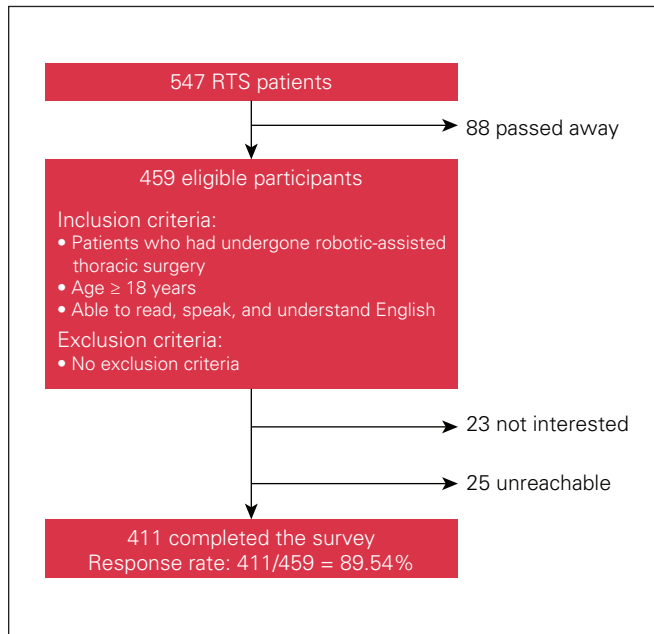 547 RTS patients
88 passed away
459 eligible participants
Inclusion criteria:
• Patients who had undergone robotic-assisted
thoracic surgery
• Age ≥ 18 years
• Able to read, speak, and understand English
Exclusion criteria:
• No exclusion criteria
23 not interested
25 unreachable
411 completed the survey
Response rate: 411/459 = 89.54%